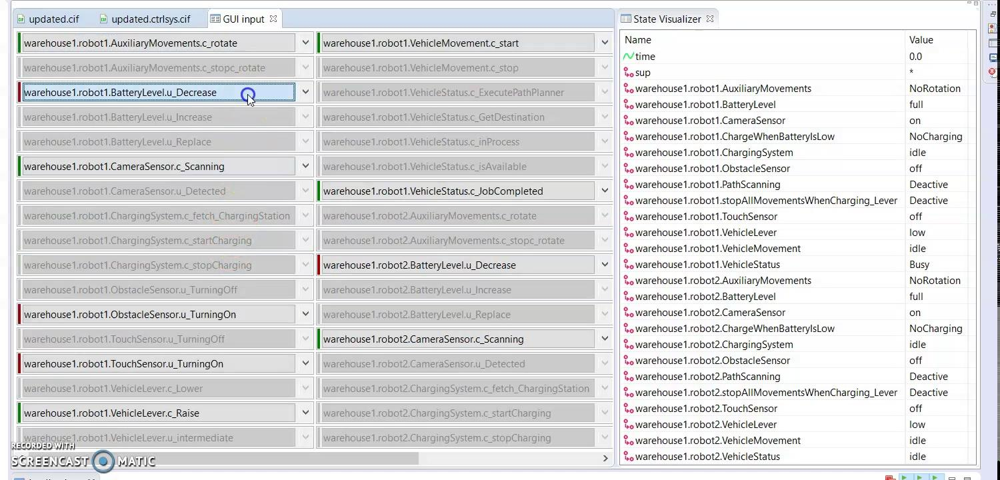 updated.cif
updated.ctrlsys.cif
GUI input
warehouse1.robot1.AuxiliaryMovements.c_rotate
warehouse1.robot1.AuxiliaryMovements.c_stopc_rotate
warehouse1.robot1.BatteryLevel.u_Decrease
warehouse1.robot1.BatteryLevel.u_Increase
warehouse1.robot1.BatteryLevel.u_Replace
warehouse1.robot1.CameraSensor.c_Scanning
warehouse1.robot1.CameraSensor.u_Detected
warehouse1.robot1.ChargingSystem.c_fetch_ChargingStation
warehouse1.robot1.ChargingSystem.c_startCharging
warehouse1.robot1.ChargingSystem.c_stopCharging
warehouse1.robot1.ObstacleSensor.u_TurningOff
warehouse1.robot1.ObstacleSensor.u_TurningOn
warehouse1.robot1.TouchSensor.u_TurningOff
warehouse1.robot1.TouchSensor.u_TurningOn
warehouse1.robot1.VehicleLever.c_Lower
warehouse1.robot1.VehicleLever.c_Raise
warehouse1.robot1.VehicleLever.u_intermediate
warehouse1.robot1.VehicleMovement.c_start
warehouse1.robot1.VehicleMovement.c_stop
warehouse1.robot1.VehicleStatus.c_ExecutePathPlanner
warehouse1.robot1.VehicleStatus.c_GetDestination
warehouse1.robot1.VehicleStatus.c_inProcess
warehouse1.robot1.VehicleStatus.c_isAvailable
warehouse1.robot1.VehicleStatus.c_JobCompleted
warehouse1.robot2.AuxiliaryMovements.c_rotate
warehouse1.robot2.AuxiliaryMovements.c_stopc_rotate
warehouse1.robot2.BatteryLevel.u_Decrease
warehouse1.robot2.BatteryLevel.u_Increase
warehouse1.robot2.BatteryLevel.u_Replace
warehouse1.robot2.CameraSensor.c_Scanning
warehouse1.robot2.CameraSensor.u_Detected
warehouse1.robot2.ChargingSystem.c_fetch_ChargingStation
warehouse1.robot2.ChargingSystem.c_startCharging
warehouse1.robot2.ChargingSystem.c_stopCharging
State Visualizer
Name Value
time 0.0
sup *
warehouse1.robot1.AuxiliaryMovements NoRotation
warehouse1.robot1.BatteryLevel full
warehouse1.robot1.CameraSensor on
warehouse1.robot1.ChargeWhenBatteryIsLow NoCharging
warehouse1.robot1.ChargingSystem idle
warehouse1.robot1.ObstacleSensor off
warehouse1.robot1.PathScanning Deactive
warehouse1.robot1.stopAllMovementsWhenCharging_Lever Deactive
warehouse1.robot1.TouchSensor off
warehouse1.robot1.VehicleLever low
warehouse1.robot1.VehicleMovement idle
warehouse1.robot1.VehicleStatus Busy
warehouse1.robot2.AuxiliaryMovements NoRotation
warehouse1.robot2.BatteryLevel full
warehouse1.robot2.CameraSensor on
warehouse1.robot2.ChargeWhenBatteryIsLow NoCharging
warehouse1.robot2.ChargingSystem idle
warehouse1.robot2.ObstacleSensor off
warehouse1.robot2.PathScanning Deactive
warehouse1.robot2.stopAllMovementsWhenCharging_Lever Deactive
warehouse1.robot2.TouchSensor off
warehouse1.robot2.VehicleLever low
warehouse1.robot2.VehicleMovement idle
warehouse1.robot2.VehicleStatus idle
RECORDED WITH
SCREENCAST MATIC